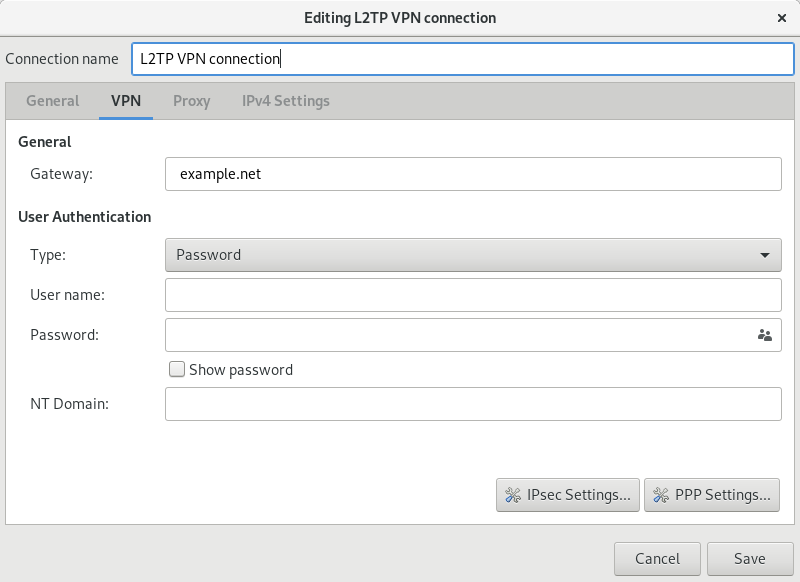 Editing L2TP VPN connection
Connection name L2TP VPN connection
General VPN Proxy IPv4 Settings
General
Gateway: example.net
User Authentication
Type: Password
User name:
Password:
Show password
NT Domain:
IPsec Settings... PPP Settings...
Cancel Save